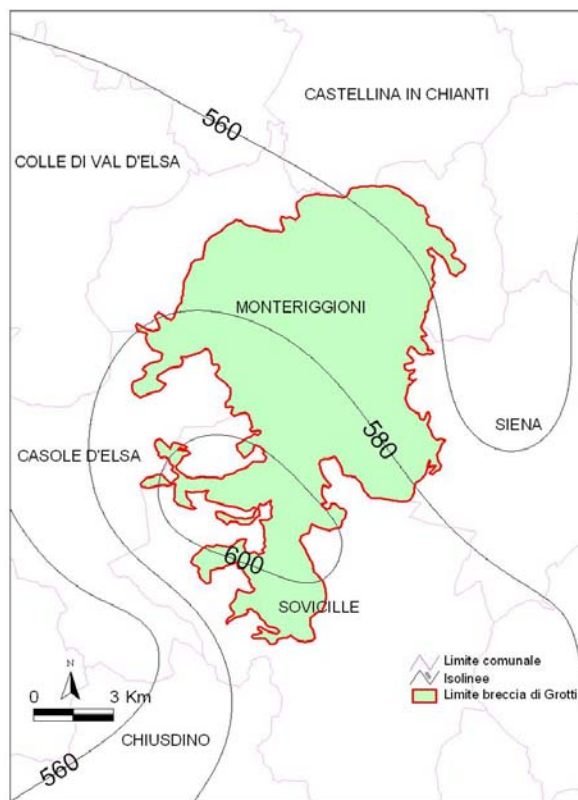 560
CASTELLINA IN CHIANTI
COLLE DI VAL D'ELSA
MONTERIGGIONI
SIENA
580
CASOLE D'ELSA
600
SOVICILLE
N
0 3 Km
Limite comunale
Isolinee
Limite breccia di Grotti
CHIUSDINO
560